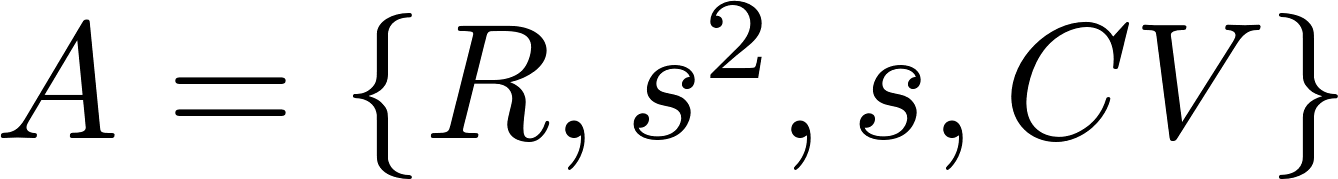 A = {R, s², s, CV}